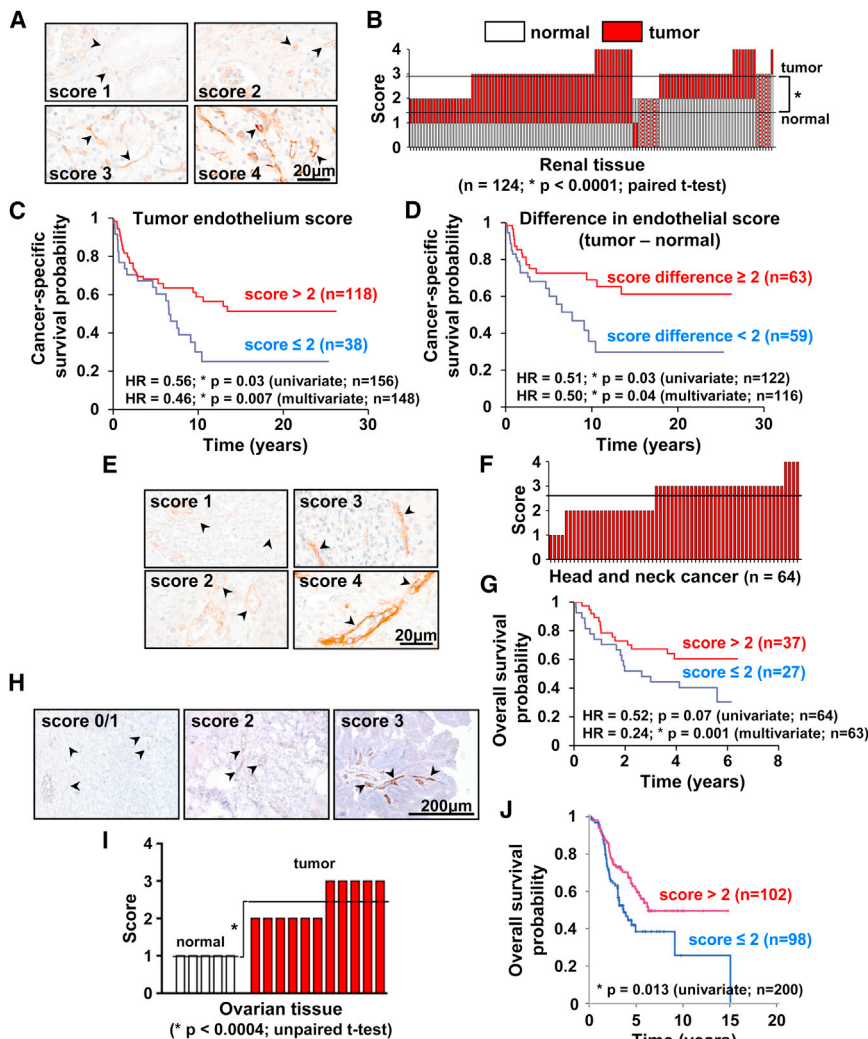 A
score 1
score 2
score 3
score 4
20μm
B
normal
tumor
Score
4
3
2
1
0
tumor
*
normal
Renal tissue
(n = 124; * p < 0.0001; paired t-test)
C
Tumor endothelium score
Cancer-specific
survival probability
1
0.8
0.6
0.4
0.2
0
score > 2 (n=118)
score ≤ 2 (n=38)
HR = 0.56; * p = 0.03 (univariate; n=156)
HR = 0.46; * p = 0.007 (multivariate; n=148)
0
10
20
30
Time (years)
D
Difference in endothelial score
(tumor – normal)
Cancer-specific
survival probability
1
0.8
0.6
0.4
0.2
0
score difference ≥ 2 (n=63)
score difference < 2 (n=59)
HR = 0.51; * p = 0.03 (univariate; n=122)
HR = 0.50; * p = 0.04 (multivariate; n=116)
0
10
20
30
Time (years)
E
score 1
score 3
score 2
score 4
20μm
F
Score
4
3
2
1
0
Head and neck cancer (n = 64)
G
Overall survival
probability
1
0.8
0.6
0.4
0.2
0
score > 2 (n=37)
score ≤ 2 (n=27)
HR = 0.52; p = 0.07 (univariate; n=64)
HR = 0.24; * p = 0.001 (multivariate; n=63)
0
2
4
6
8
Time (years)
H
score 0/1
score 2
score 3
200μm
I
Score
4
3
2
1
0
normal
*
tumor
Ovarian tissue
(* p < 0.0004; unpaired t-test)
J
Overall survival
probability
1
0.8
0.6
0.4
0.2
0
score > 2 (n=102)
score ≤ 2 (n=98)
* p = 0.013 (univariate; n=200)
0
5
10
15
20
Time (years)